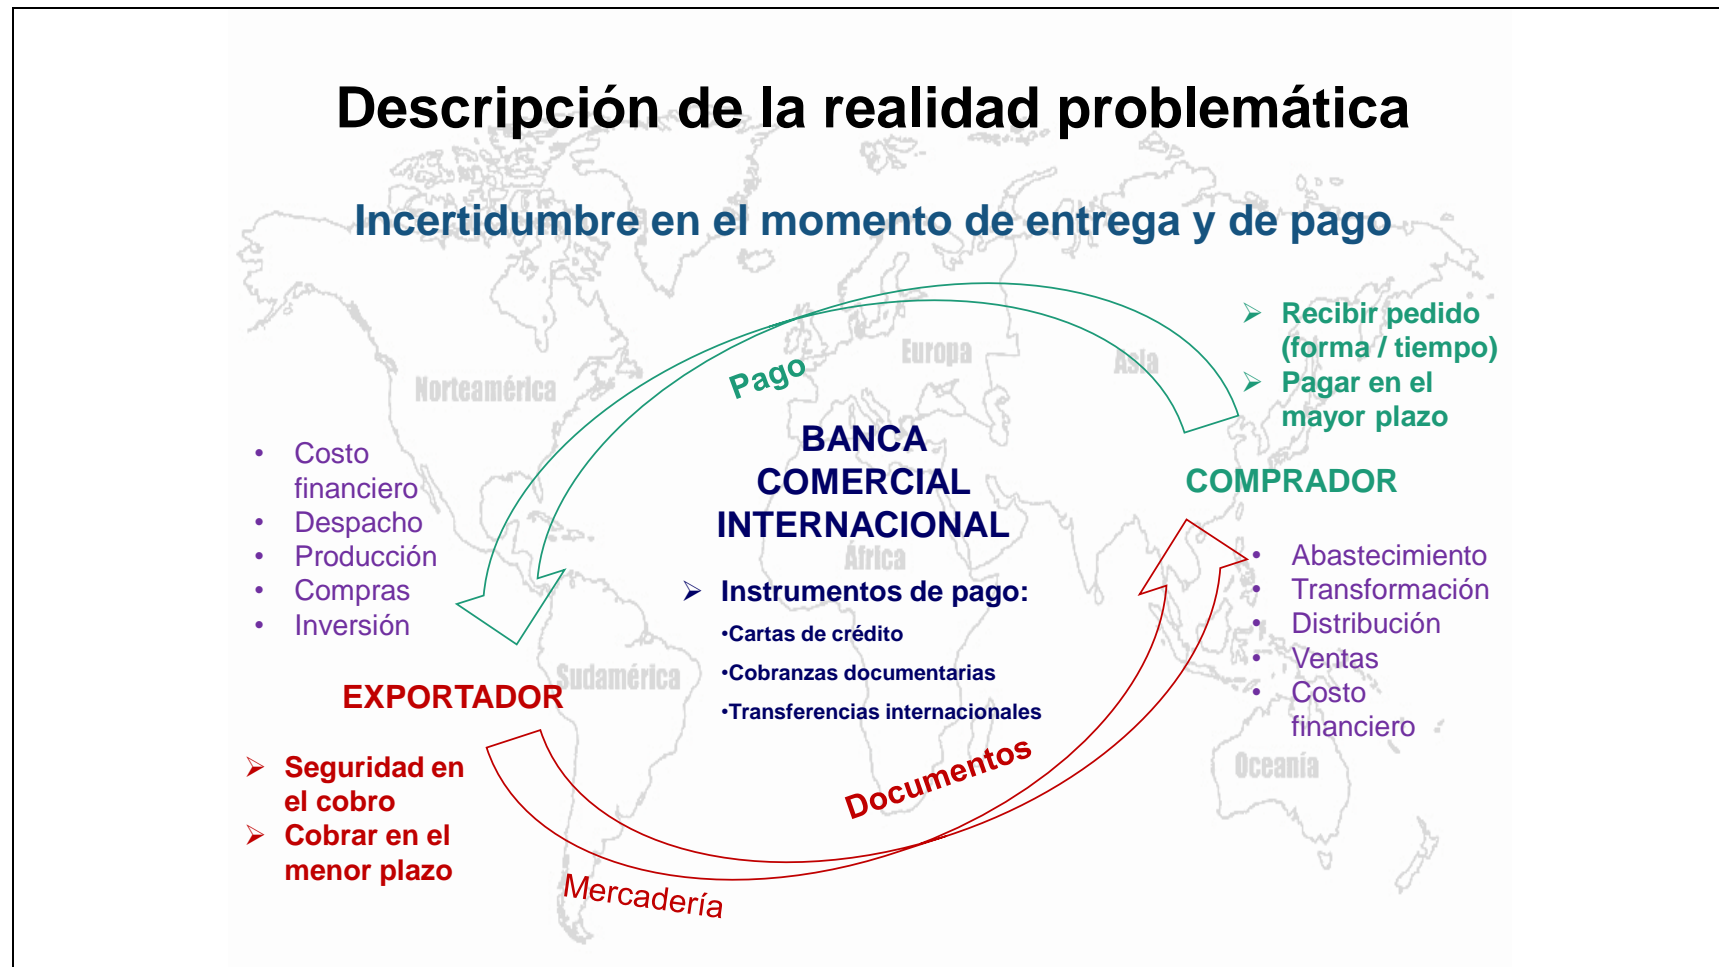 Descripción de la realidad problemática
Incertidumbre en el momento de entrega y de pago
➢ Recibir pedido
(forma / tiempo)
➢ Pagar en el
mayor plazo
COMPRADOR
• Abastecimiento
• Transformación
• Distribución
• Ventas
• Costo
financiero
Pago
Norteamérica
Europa
Asía
• Costo
financiero
• Despacho
• Producción
• Compras
• Inversión
BANCA
COMERCIAL
INTERNACIONAL
África
➢ Instrumentos de pago:
•Cartas de crédito
•Cobranzas documentarias
•Transferencias internacionales
Sudamérica
EXPORTADOR
➢ Seguridad en
el cobro
➢ Cobrar en el
menor plazo
Documentos
Mercadería
Oceanía